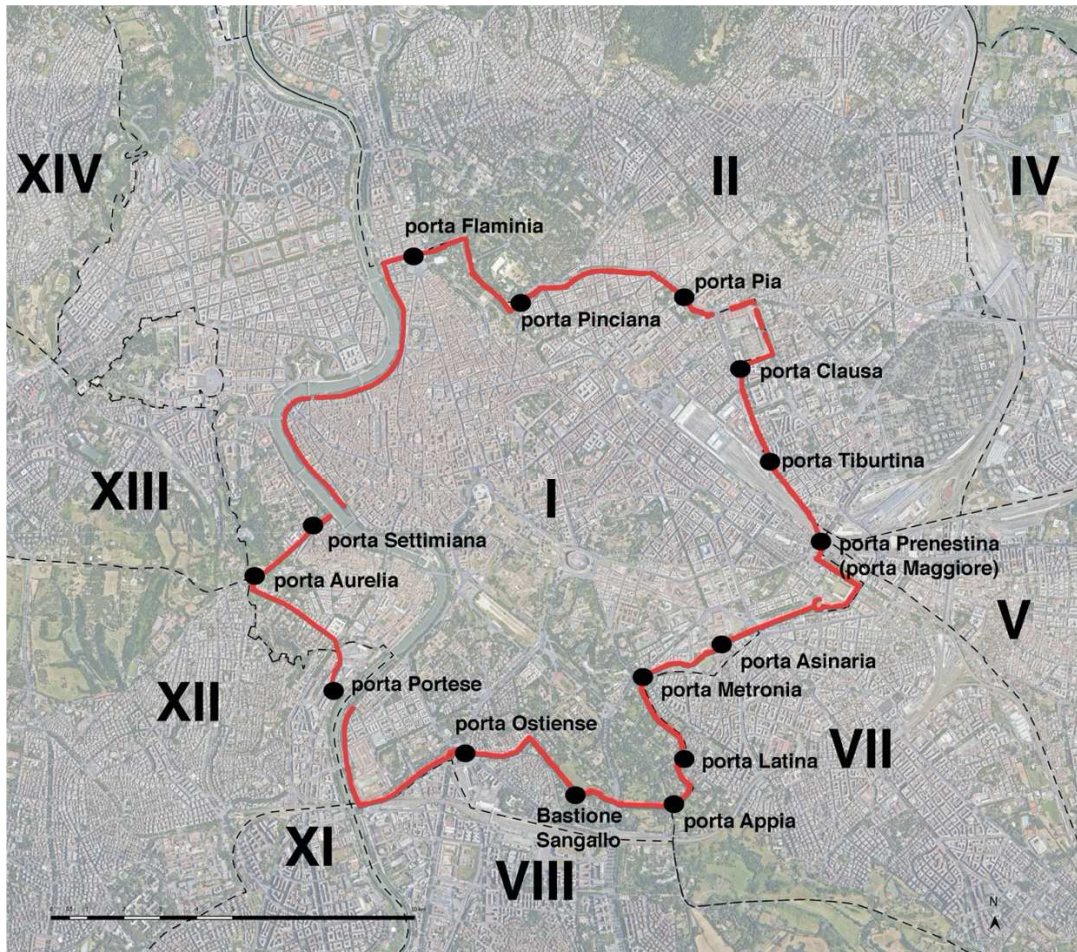 XIV
II
IV
porta Flaminia
porta Pia
porta Pinciana
porta Clausa
porta Tiburtina
XIII
I
porta Settimiana
porta Prenestina
(porta Maggiore)
porta Aurelia
V
porta Asinaria
porta Metronia
XII
porta Portese
porta Ostiense
VII
porta Latina
Bastione
Sangallo
porta Appia
XI
VIII
N